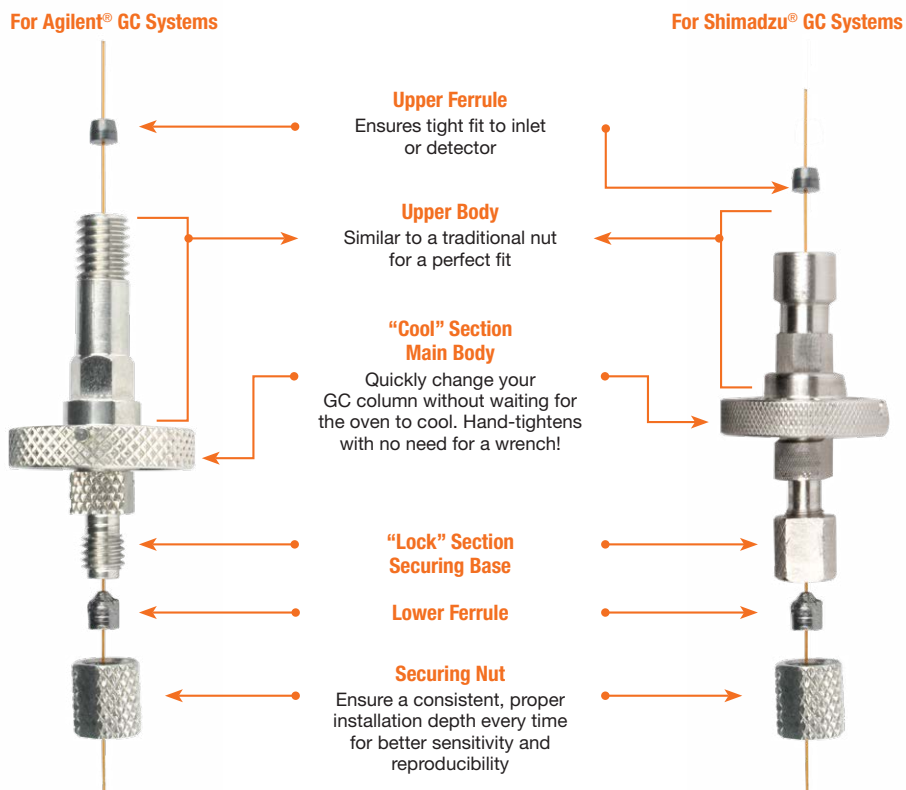 For Agilent® GC Systems
For Shimadzu® GC Systems
Upper Ferrule
Ensures tight fit to inlet
or detector
Upper Body
Similar to a traditional nut
for a perfect fit
“Cool” Section
Main Body
Quickly change your
GC column without waiting for
the oven to cool. Hand-tightens
with no need for a wrench!
“Lock” Section
Securing Base
Lower Ferrule
Securing Nut
Ensure a consistent, proper
installation depth every time
for better sensitivity and
reproducibility